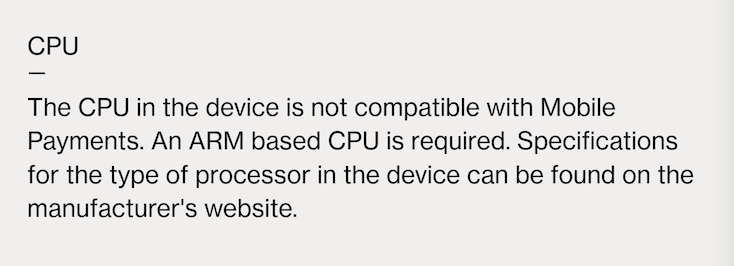 CPU
—
The CPU in the device is not compatible with Mobile
Payments. An ARM based CPU is required. Specifications
for the type of processor in the device can be found on the
manufacturer's website.